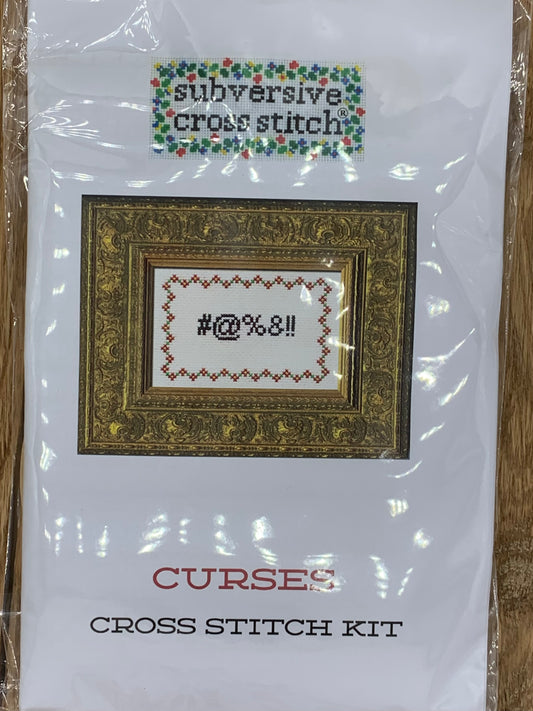 subversive
cross stitch®
#@%&!!
CURSES
CROSS STITCH KIT